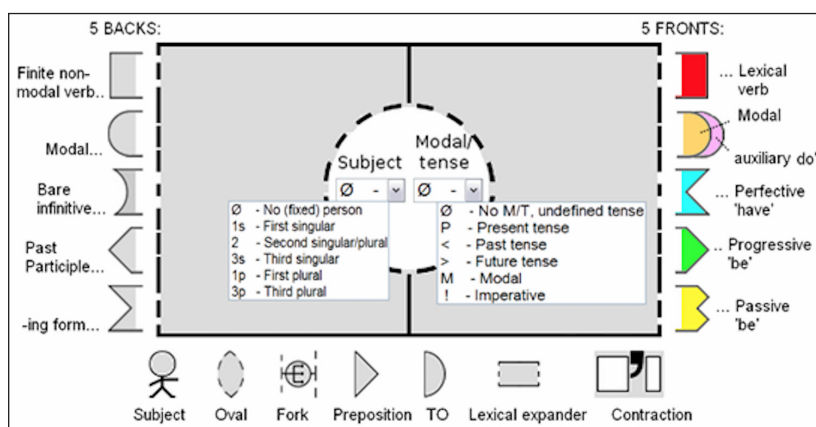 5 BACKS:
5 FRONTS:
Finite non-
modal verb..
Modal...
Bare
infinitive...
Past
Participle...
-ing form...
Subject
Modal/
tense
Ø -
Ø -
Ø - No (fixed) person
1s - First singular
2 - Second singular/plural
3s - Third singular
1p - First plural
3p - Third plural
Ø - No M/T, undefined tense
P - Present tense
< - Past tense
> - Future tense
M - Modal
! - Imperative
... Lexical
verb
Modal
auxiliary do'
... Perfective
'have'
.. Progressive
'be'
... Passive
'be'
Subject
Oval
Fork
Preposition
TO
Lexical expander
Contraction